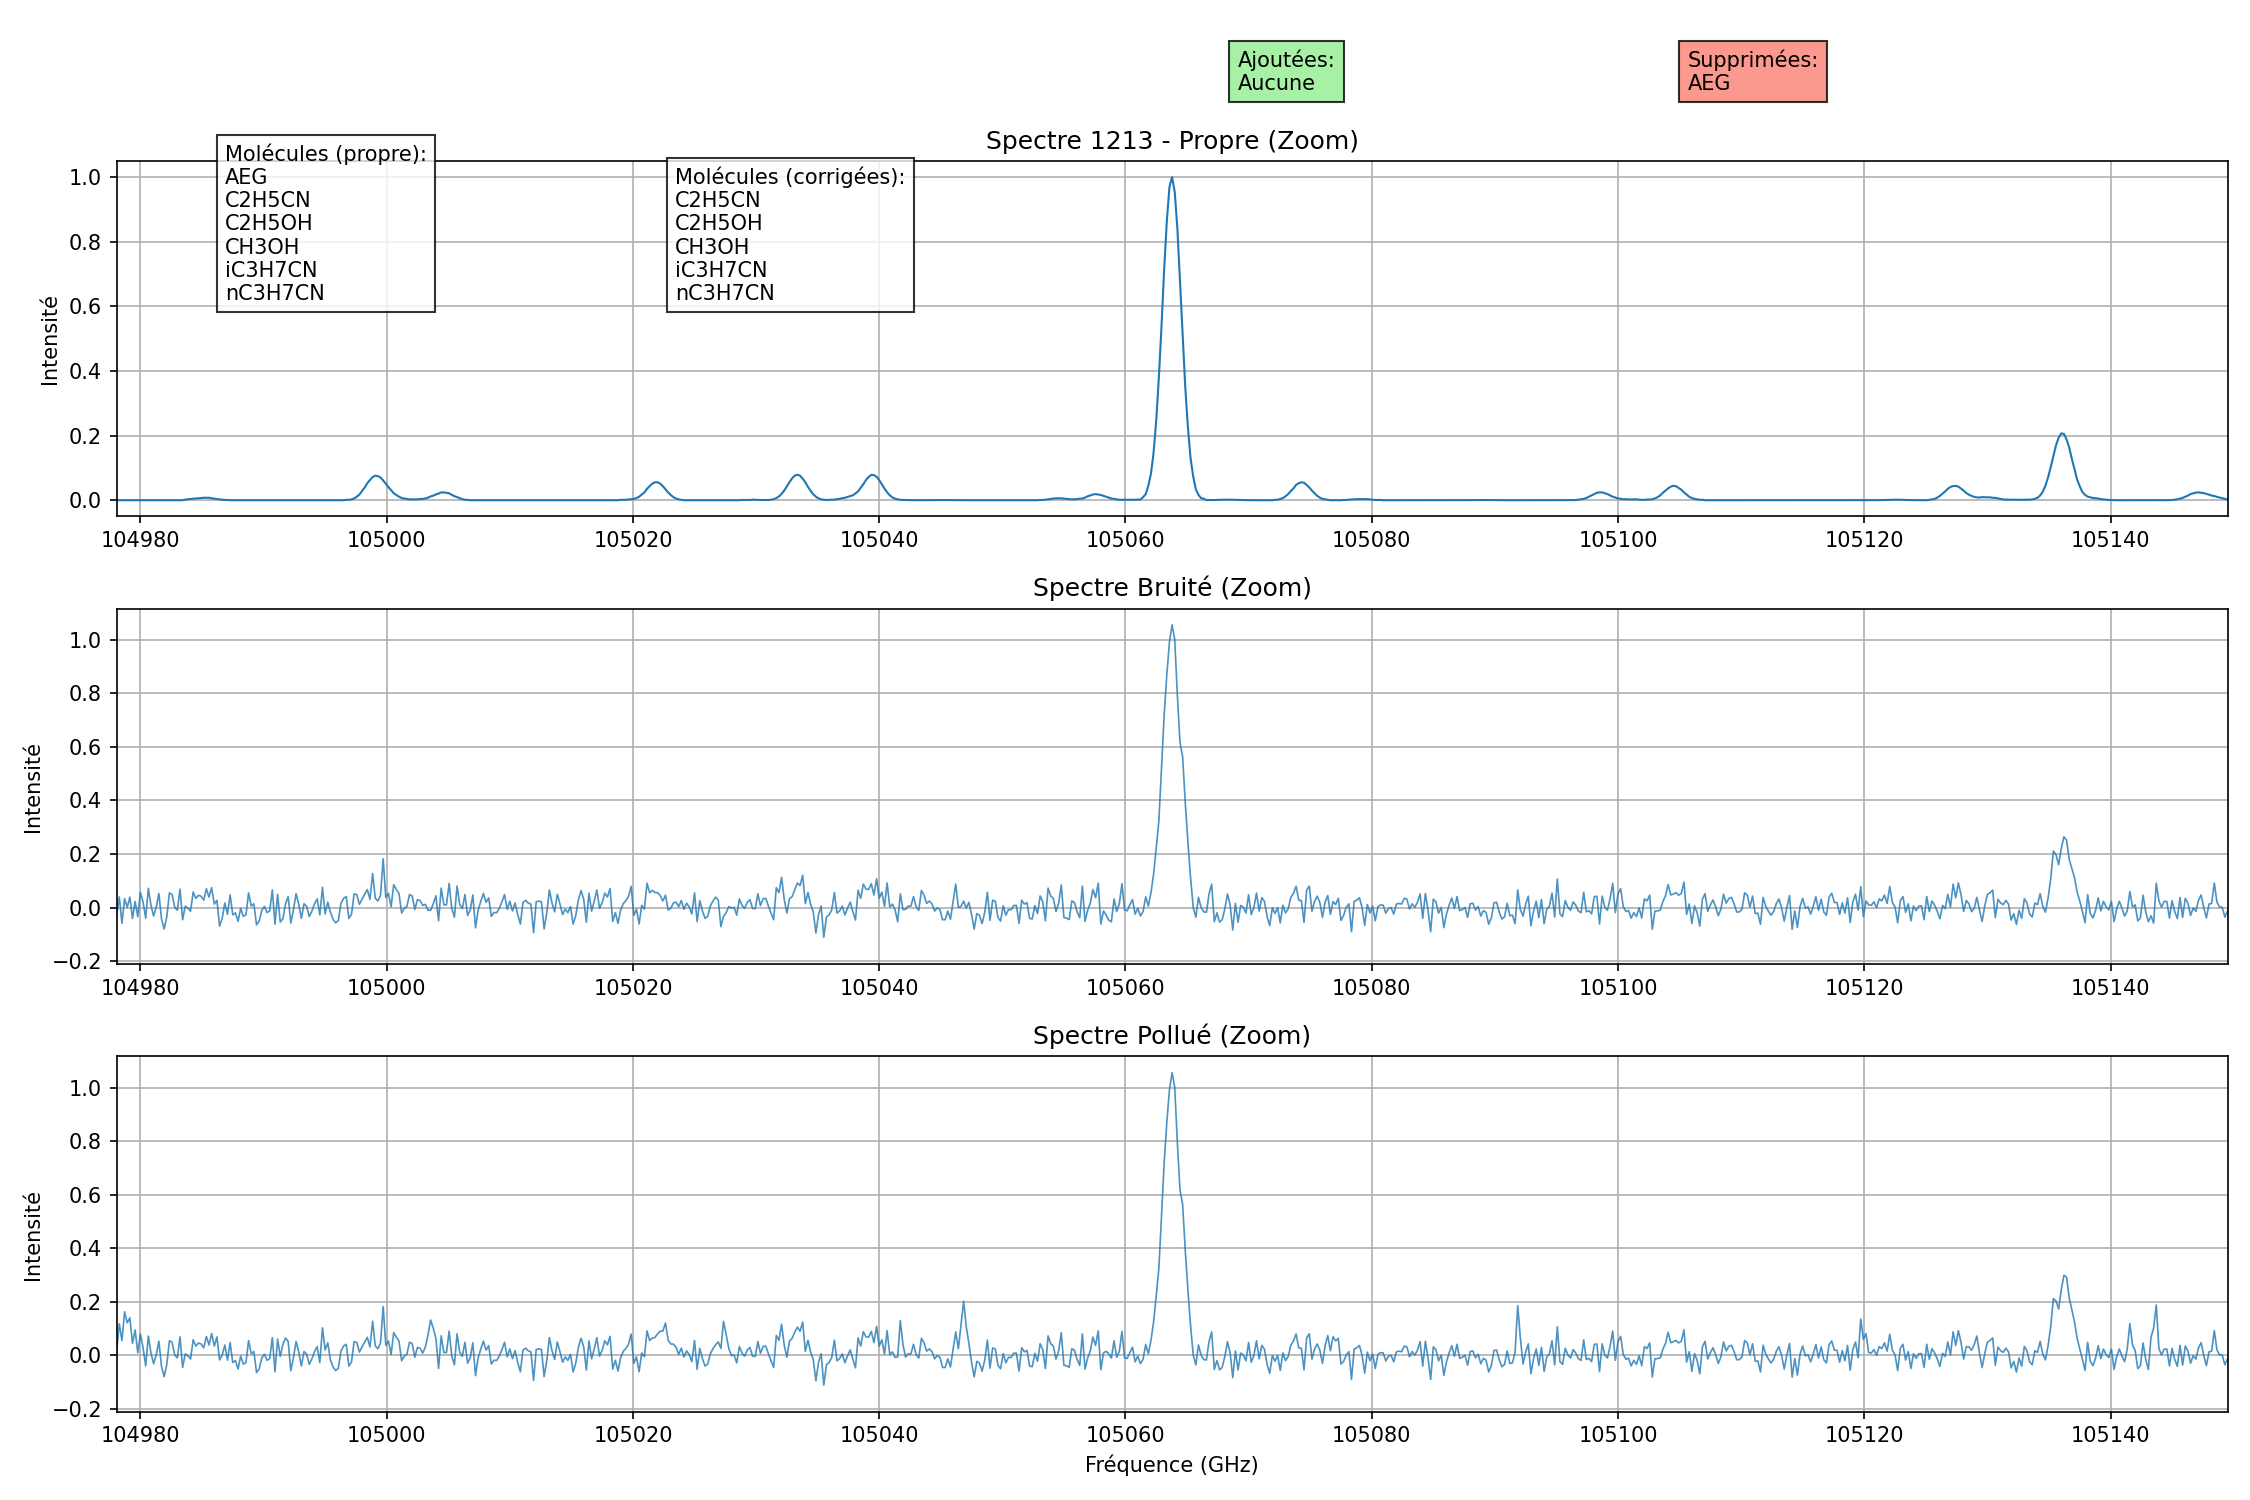 Ajoutées:
Aucune
Supprimées:
AEG
Spectre 1213 - Propre (Zoom)
Molécules (propre):
AEG
C2H5CN
C2H5OH
CH3OH
iC3H7CN
nC3H7CN
Molécules (corrigées):
C2H5CN
C2H5OH
CH3OH
iC3H7CN
nC3H7CN
Intensité
1.0
0.8
0.6
0.4
0.2
0.0
104980 105000 105020 105040 105060 105080 105100 105120 105140
Spectre Bruité (Zoom)
Intensité
1.0
0.8
0.6
0.4
0.2
0.0
−0.2
104980 105000 105020 105040 105060 105080 105100 105120 105140
Spectre Pollué (Zoom)
Intensité
1.0
0.8
0.6
0.4
0.2
0.0
−0.2
104980 105000 105020 105040 105060 105080 105100 105120 105140
Fréquence (GHz)